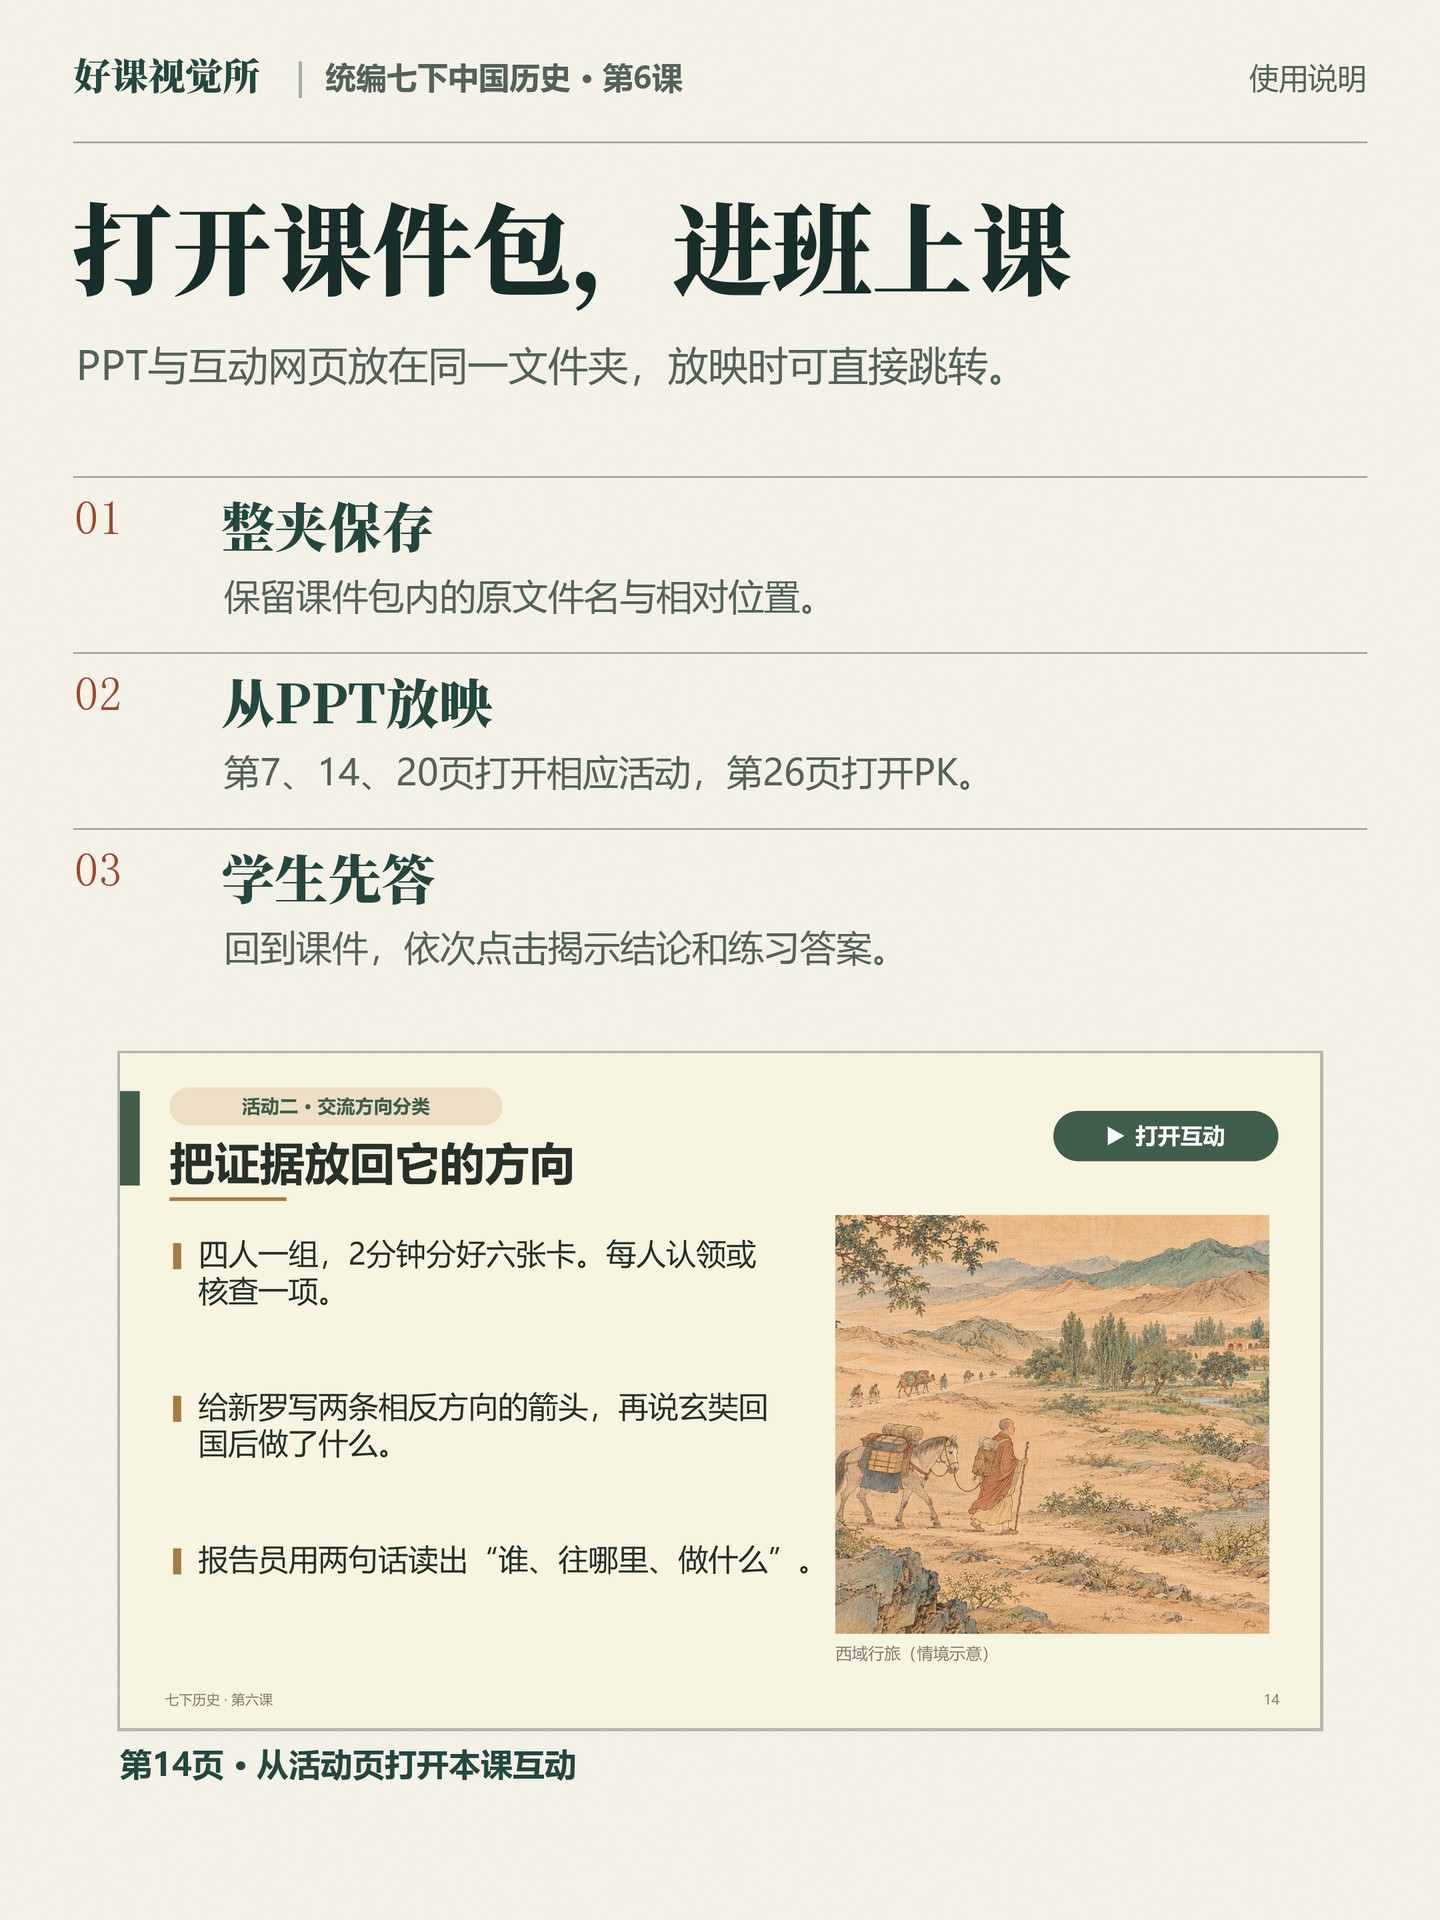 好课视觉所 | 统编七下中国历史・第6课
使用说明
打开课件包，进班上课
PPT与互动网页放在同一文件夹，放映时可直接跳转。
01 整夹保存
保留课件包内的原文件名与相对位置。
02 从PPT放映
第7、14、20页打开相应活动，第26页打开PK。
03 学生先答
回到课件，依次点击揭示结论和练习答案。
活动二・交流方向分类
▶ 打开互动
把证据放回它的方向
四人一组，2分钟分好六张卡。每人认领或
核查一项。
给新罗写两条相反方向的箭头，再说玄奘回
国后做了什么。
报告员用两句话读出“谁、往哪里、做什么”。
西域行旅（情境示意）
七下历史·第六课
14
第14页・从活动页打开本课互动